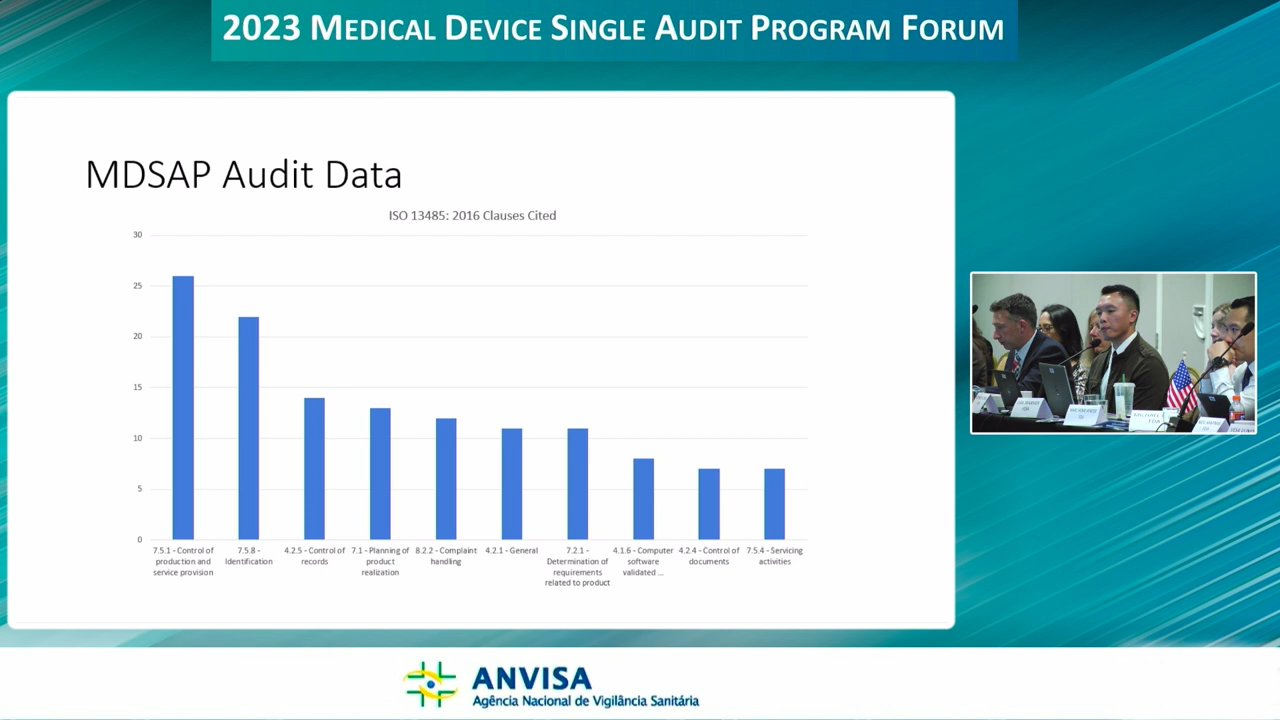 2023 MEDICAL DEVICE SINGLE AUDIT PROGRAM FORUM
MDSAP Audit Data
ISO 13485: 2016 Clauses Cited
30
25
20
15
10
5
0
7.5.1 - Control of
production and
service provision
7.5.8 -
Identification
4.2.5 - Control of
records
7.1 - Planning of
product
realization
8.2.2 - Complaint
handling
4.2.1 - General
7.2.1 -
Determination of
requirements
related to product
4.1.6 - Computer
software
validated ...
4.2.4 - Control of
documents
7.5.4 - Servicing
activities
ANVISA
Agência Nacional de Vigilância Sanitária